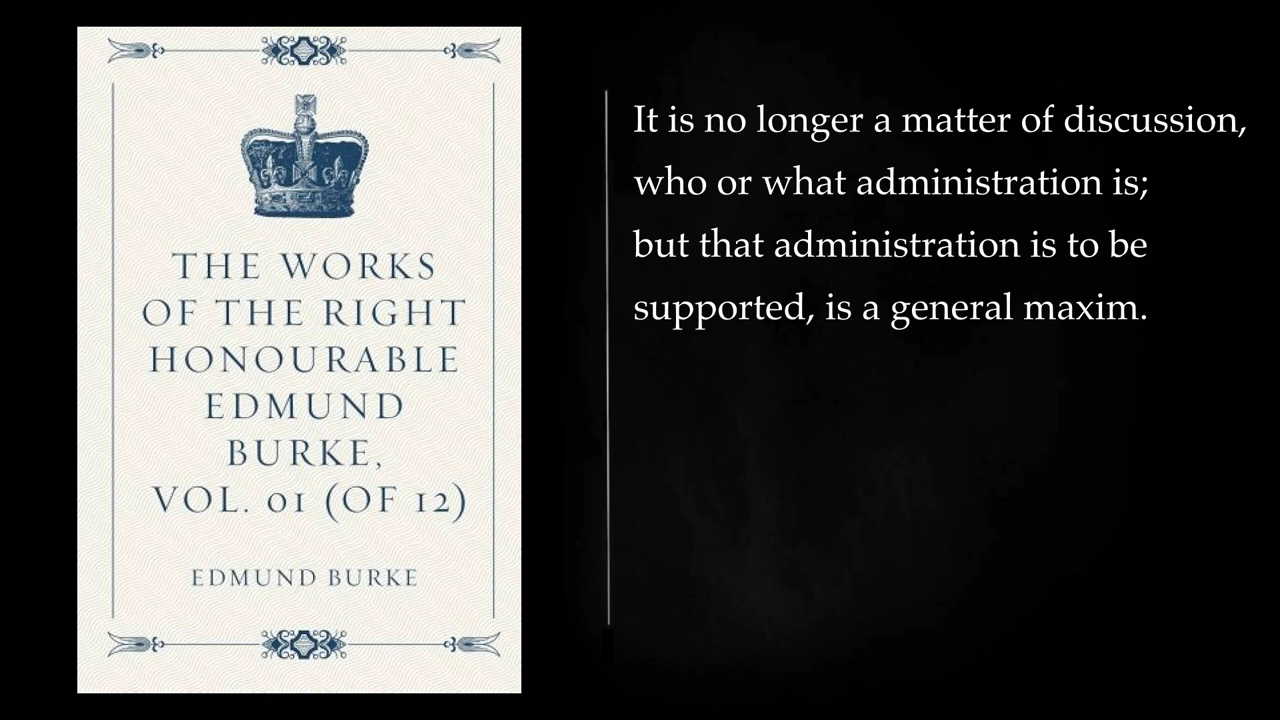 THE WORKS
OF THE RIGHT
HONOURABLE
EDMUND
BURKE,
VOL. 01 (OF 12)
EDMUND BURKE
It is no longer a matter of discussion,
who or what administration is;
but that administration is to be
supported, is a general maxim.